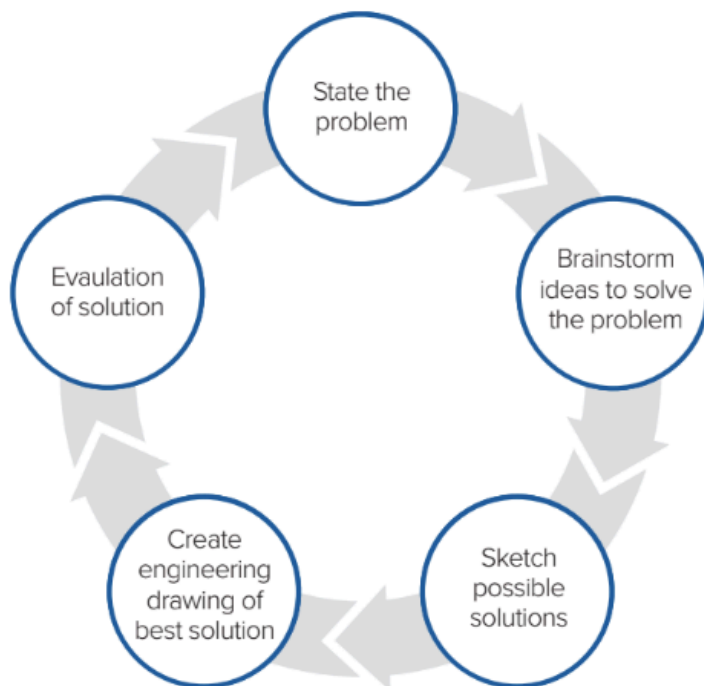 State the
problem
Brainstorm
ideas to solve
the problem
Sketch
possible
solutions
Create
engineering
drawing of
best solution
Evaulation
of solution